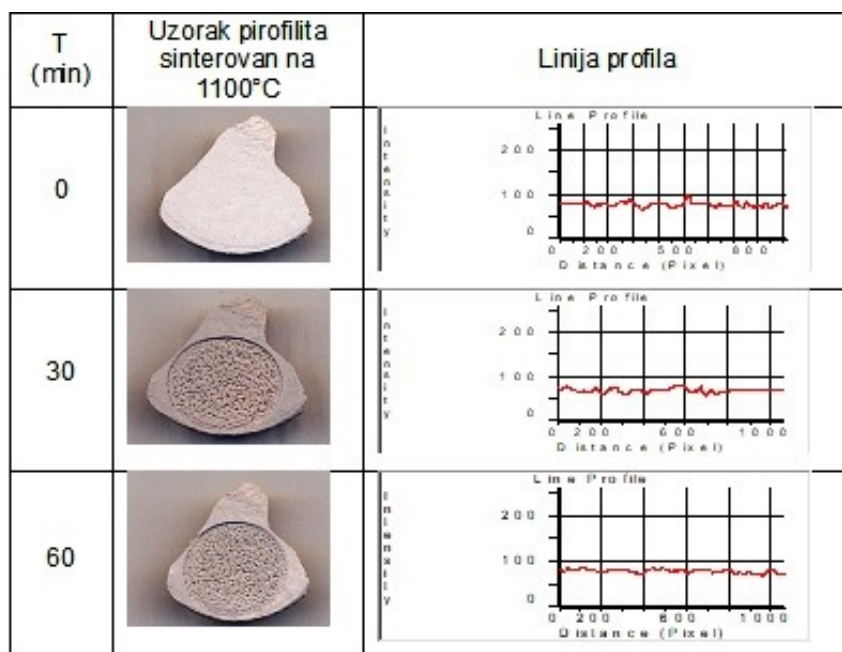 T
(min)
Uzorak pirofilita
sinterovan na
1100°C
Linija profila
0
Line Profile
Intensity
200
100
0
0 200 500 800
Distance (Pixel)
30
Line Profile
Intensity
200
100
0
0 200 600 1000
Distance (Pixel)
60
Line Profile
Intensity
200
100
0
0 200 600 1000
Distance (Pixel)